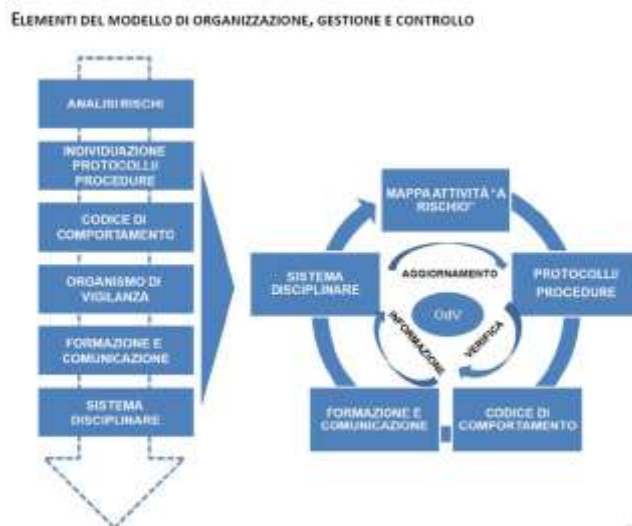 ELEMENTI DEL MODELLO DI ORGANIZZAZIONE, GESTIONE E CONTROLLO
ANALISI RISCHI
INDIVIDUAZIONE
PROTOCOLLI/
PROCEDURE
CODICE DI
COMPORTAMENTO
ORGANISMO DI
VIGILANZA
FORMAZIONE E
COMUNICAZIONE
SISTEMA
DISCIPLINARE
MAPPA ATTIVITÀ "A
RISCHIO"
PROTOCOLLI/
PROCEDURE
CODICE DI
COMPORTAMENTO
FORMAZIONE E
COMUNICAZIONE
SISTEMA
DISCIPLINARE
AGGIORNAMENTO
VERIFICA
INFORMAZIONE
OdV